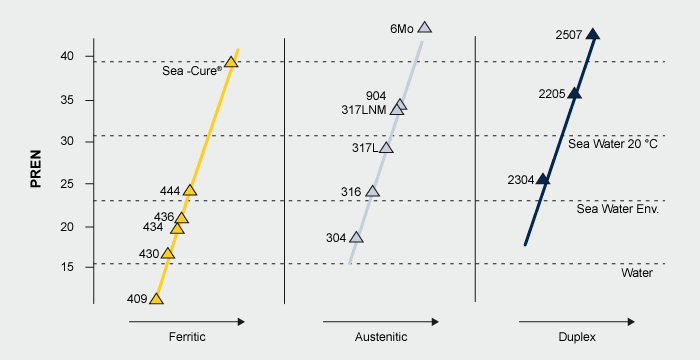 PREN
40
35
30
25
20
15
Sea -Cure®
444
436
434
430
409
6Mo
904
317LNM
317L
316
304
2507
2205
2304
Sea Water 20 °C
Sea Water Env.
Water
Ferritic
Austenitic
Duplex